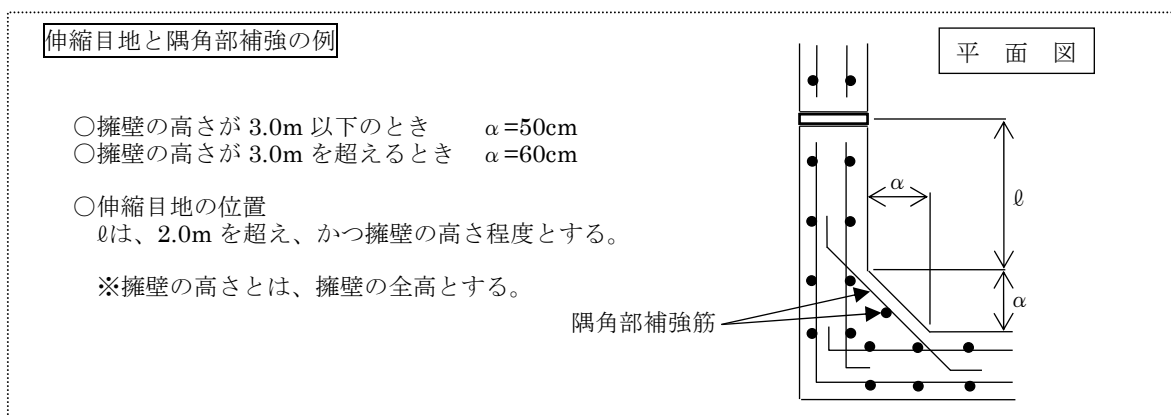 伸縮目地と隅角部補強の例
平 面 図
○擁壁の高さが 3.0m 以下のとき α=50cm
○擁壁の高さが 3.0m を超えるとき α=60cm
○伸縮目地の位置
ℓは、2.0m を超え、かつ擁壁の高さ程度とする。
※擁壁の高さとは、擁壁の全高とする。
α
ℓ
α
隅角部補強筋